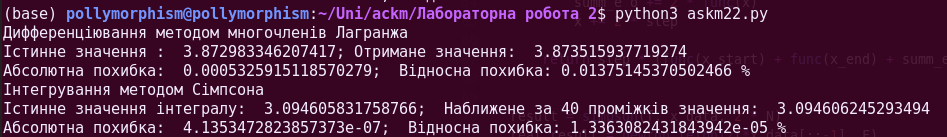 (base) pollymorphism@pollymorphism:~/Uni/ackm/Лабораторна робота 2$ python3 askm22.py
Дифференціювання методом многочленів Лагранжа
Істинне значення :  3.872983346207417; Отримане значення:  3.873515937719274
Абсолютна похибка:  0.0005325915118570279;  Відносна похибка: 0.01375145370502466 %
Інтегрування методом Сімпсона
Істинне значення інтегралу:  3.094605831758766;  Наближене за 40 проміжків значення:  3.094606245293494
Абсолютна похибка:  4.1353472823857373e-07;  Відносна похибка: 1.3363082431843942e-05 %